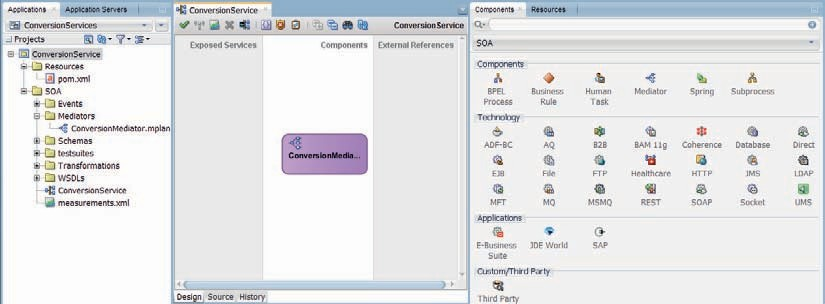 Applications
Application Servers
ConversionServices
Projects
ConversionService
Resources
pom.xml
SOA
Events
Mediators
ConversionMediator.mplan
Schemas
testsuites
Transformations
WSDLs
ConversionService
measurements.xml
ConversionService
ConversionService
Exposed Services
Components
External References
ConversionMedia...
Design Source History
Components
Resources
SOA
Components
BPEL Process
Business Rule
Human Task
Mediator
Spring
Subprocess
Technology
ADF-BC AQ B2B BAM 11g Coherence Database Direct
EJB File FTP Healthcare HTTP JMS LDAP
MFT MQ MSMQ REST SOAP Socket UMS
Applications
E-Business Suite
JDE World
SAP
Custom/Third Party
Third Party